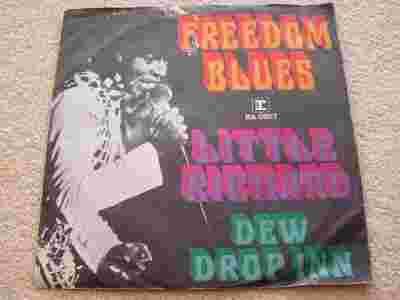 FREEDOM
BLUES
LITTLE
RICHARD
DEW
DROP INN